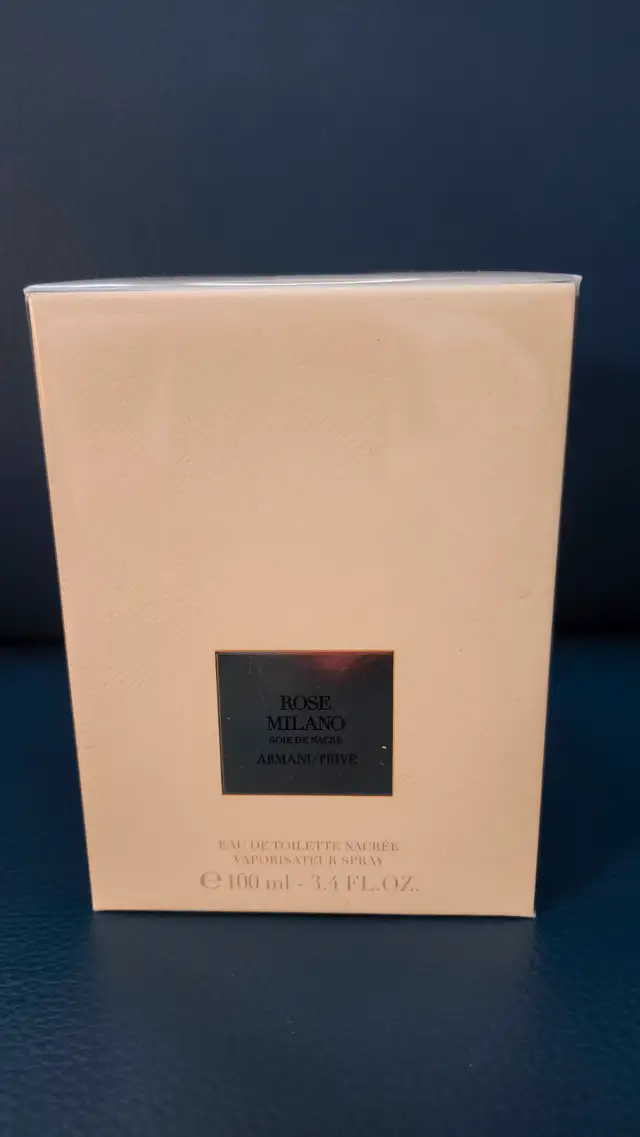 ROSE
MILANO
SOIE DE NACRE
ARMANI/PRIVE
EAU DE TOILETTE NACRÉE
VAPORISATEUR SPRAY
℮ 100 ml - 3.4 FL.OZ.